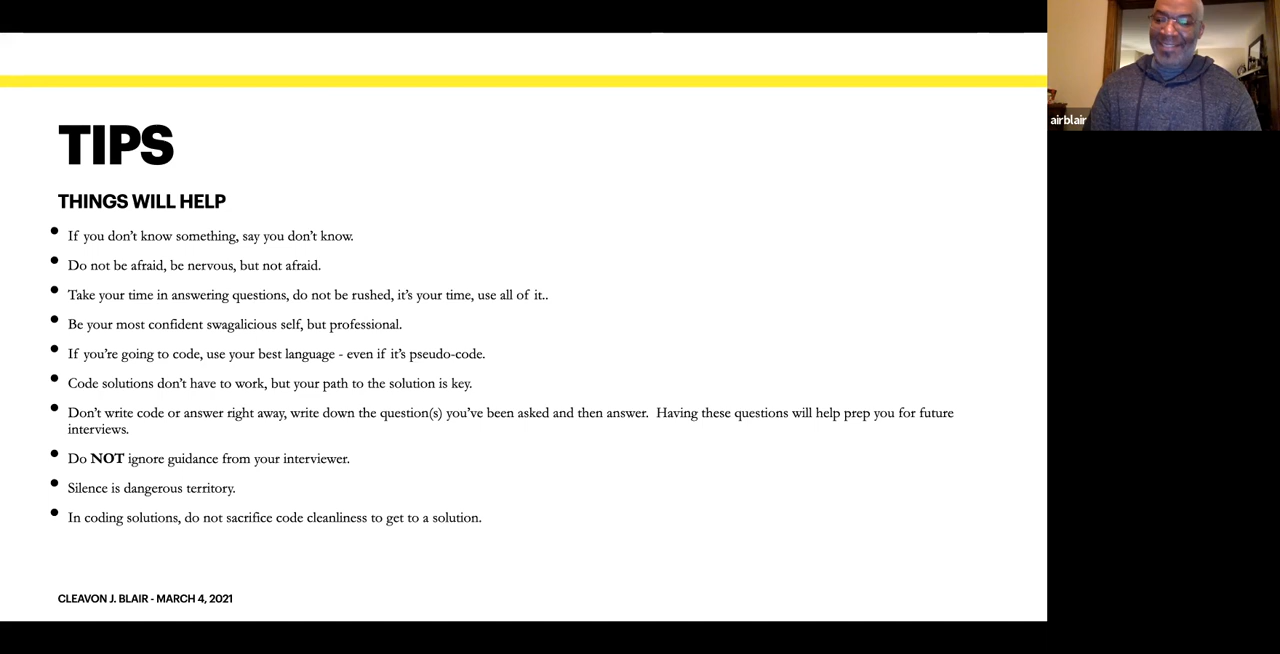 TIPS
THINGS WILL HELP
If you don't know something, say you don't know.
Do not be afraid, be nervous, but not afraid.
Take your time in answering questions, do not be rushed, it's your time, use all of it..
Be your most confident swagalicious self, but professional.
If you're going to code, use your best language - even if it's pseudo-code.
Code solutions don't have to work, but your path to the solution is key.
Don't write code or answer right away, write down the question(s) you've been asked and then answer.  Having these questions will help prep you for future
interviews.
Do NOT ignore guidance from your interviewer.
Silence is dangerous territory.
In coding solutions, do not sacrifice code cleanliness to get to a solution.
CLEAVON J. BLAIR - MARCH 4, 2021
airblair